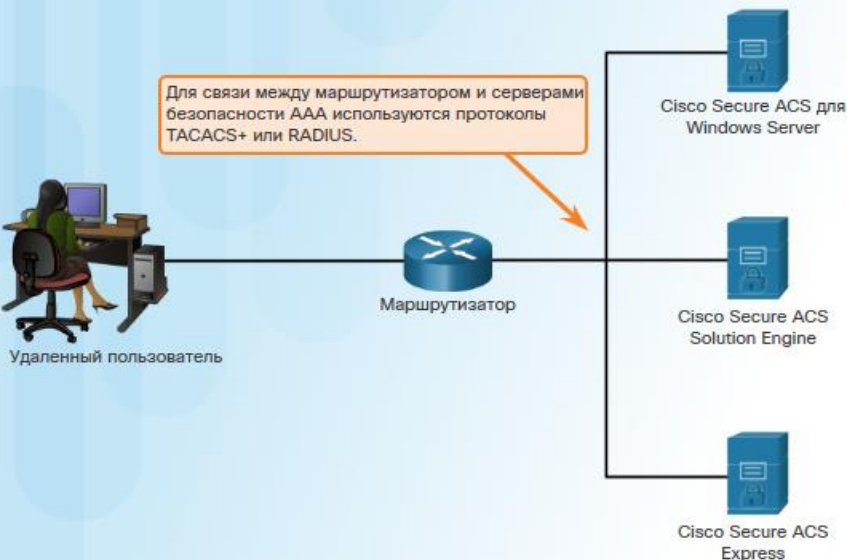 Для связи между маршрутизатором и серверами
безопасности AAA используются протоколы
TACACS+ или RADIUS.
Cisco Secure ACS для
Windows Server
Маршрутизатор
Удаленный пользователь
Cisco Secure ACS
Solution Engine
Cisco Secure ACS
Express